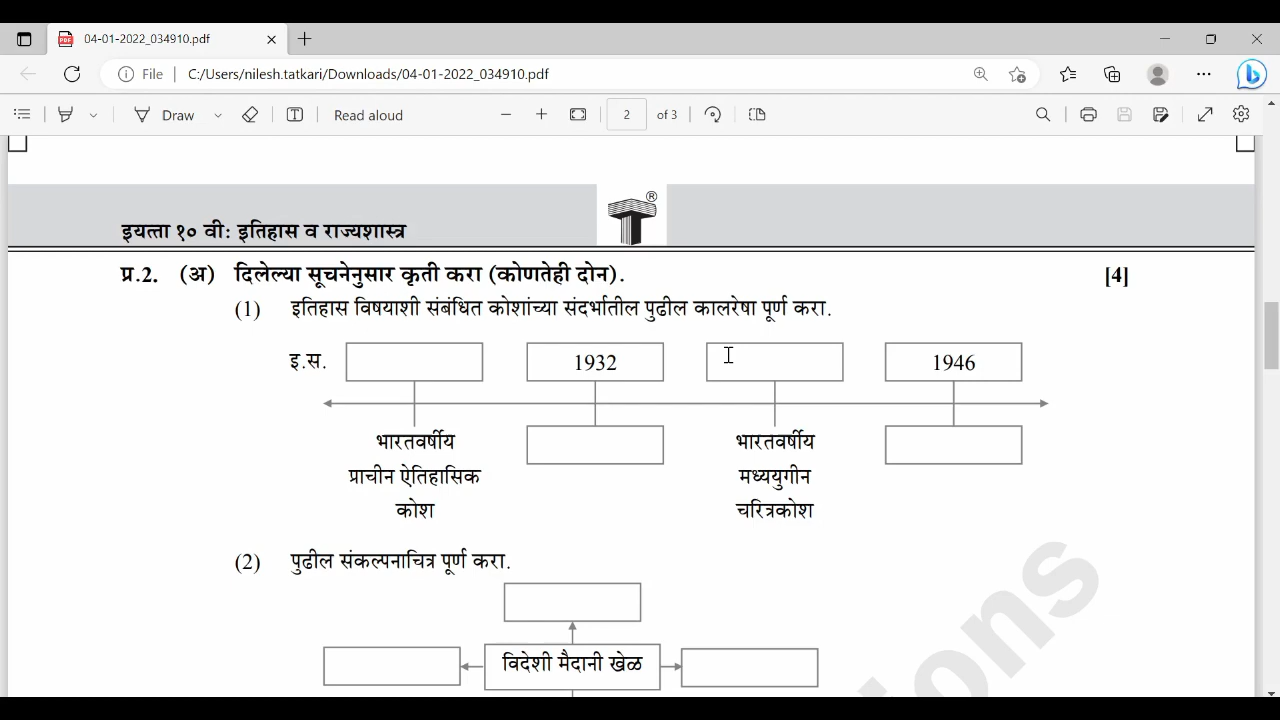 04-01-2022_034910.pdf
File C:/Users/nilesh.tatkari/Downloads/04-01-2022_034910.pdf
Draw Read aloud 2 of 3
इयत्ता १० वी: इतिहास व राज्यशास्त्र
T ®
प्र.2. (अ) दिलेल्या सूचनेनुसार कृती करा (कोणतेही दोन). [4]
(1) इतिहास विषयाशी संबंधित कोशांच्या संदर्भातील पुढील कालरेषा पूर्ण करा.
इ.स. 1932 1946
भारतवर्षीय भारतवर्षीय
प्राचीन ऐतिहासिक मध्ययुगीन
कोश चरित्रकोश
(2) पुढील संकल्पनाचित्र पूर्ण करा.
विदेशी मैदानी खेळ
ons